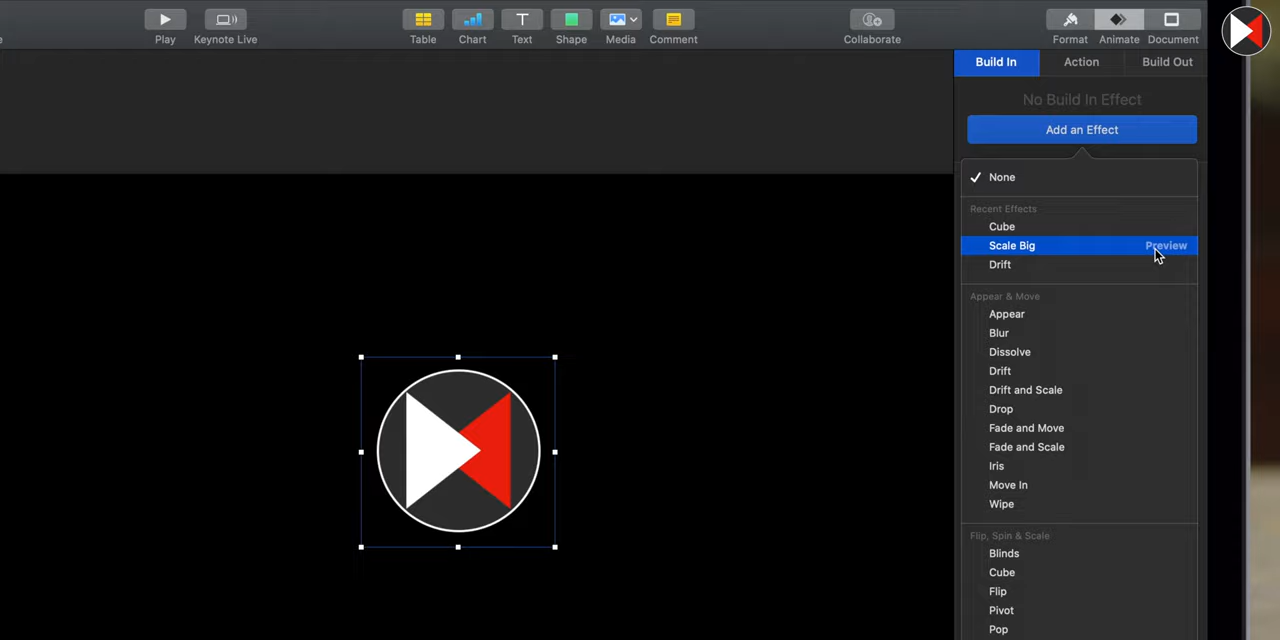 Play
Keynote Live
Table
Chart
Text
Shape
Media
Comment
Collaborate
Format
Animate
Document
Build In
Action
Build Out
No Build In Effect
Add an Effect
None
Recent Effects
Cube
Scale Big
Preview
Drift
Appear & Move
Appear
Blur
Dissolve
Drift
Drift and Scale
Drop
Fade and Move
Fade and Scale
Iris
Move In
Wipe
Flip, Spin & Scale
Blinds
Cube
Flip
Pivot
Pop